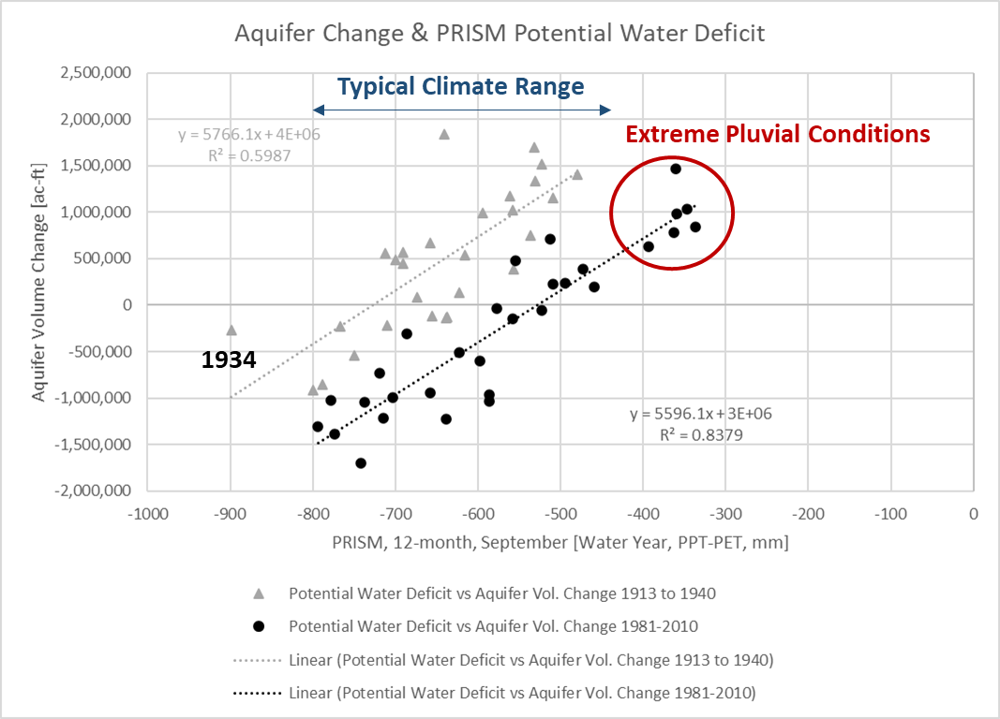 Aquifer Change & PRISM Potential Water Deficit
2,500,000
2,000,000
1,500,000
1,000,000
500,000
0
-500,000
-1,000,000
-1,500,000
-2,000,000
Aquifer Volume Change [ac-ft]
Typical Climate Range
y = 5766.1x + 4E+06
R² = 0.5987
Extreme Pluvial Conditions
1934
y = 5596.1x + 3E+06
R² = 0.8379
-1000 -900 -800 -700 -600 -500 -400 -300 -200 -100 0
PRISM, 12-month, September [Water Year, PPT-PET, mm]
Potential Water Deficit vs Aquifer Vol. Change 1913 to 1940
Potential Water Deficit vs Aquifer Vol. Change 1981-2010
Linear (Potential Water Deficit vs Aquifer Vol. Change 1913 to 1940)
Linear (Potential Water Deficit vs Aquifer Vol. Change 1981-2010)